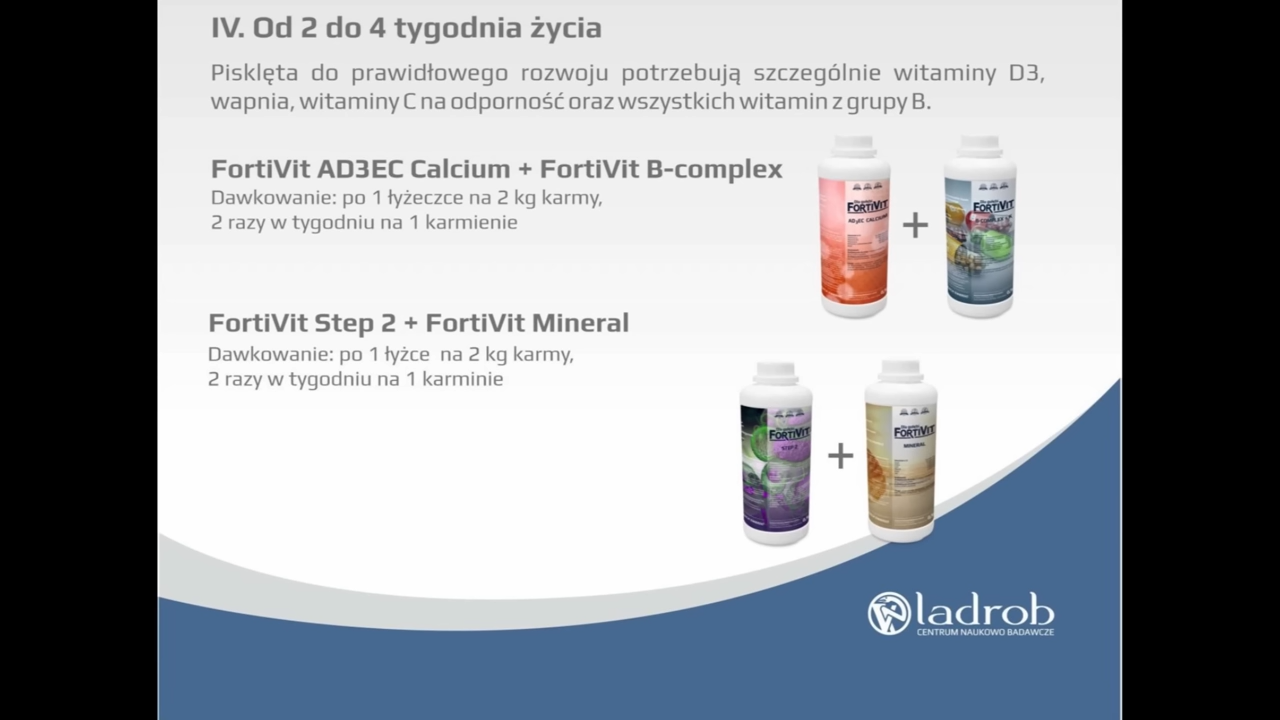 IV. Od 2 do 4 tygodnia życia
Pisklęta do prawidłowego rozwoju potrzebują szczególnie witaminy D3,
wapnia, witaminy C na odporność oraz wszystkich witamin z grupy B.
FortiVit AD3EC Calcium + FortiVit B-complex
Dawkowanie: po 1 łyżeczce na 2 kg karmy,
2 razy w tygodniu na 1 karmienie
FORTIVIT
AD3EC CALCIUM
+
FORTIVIT
FortiVit Step 2 + FortiVit Mineral
Dawkowanie: po 1 łyżce na 2 kg karmy,
2 razy w tygodniu na 1 karminie
FORTIVIT
STEP 2
+
FORTIVIT
MINERAL
ladrob
CENTRUM NAUKOWO BADAWCZE